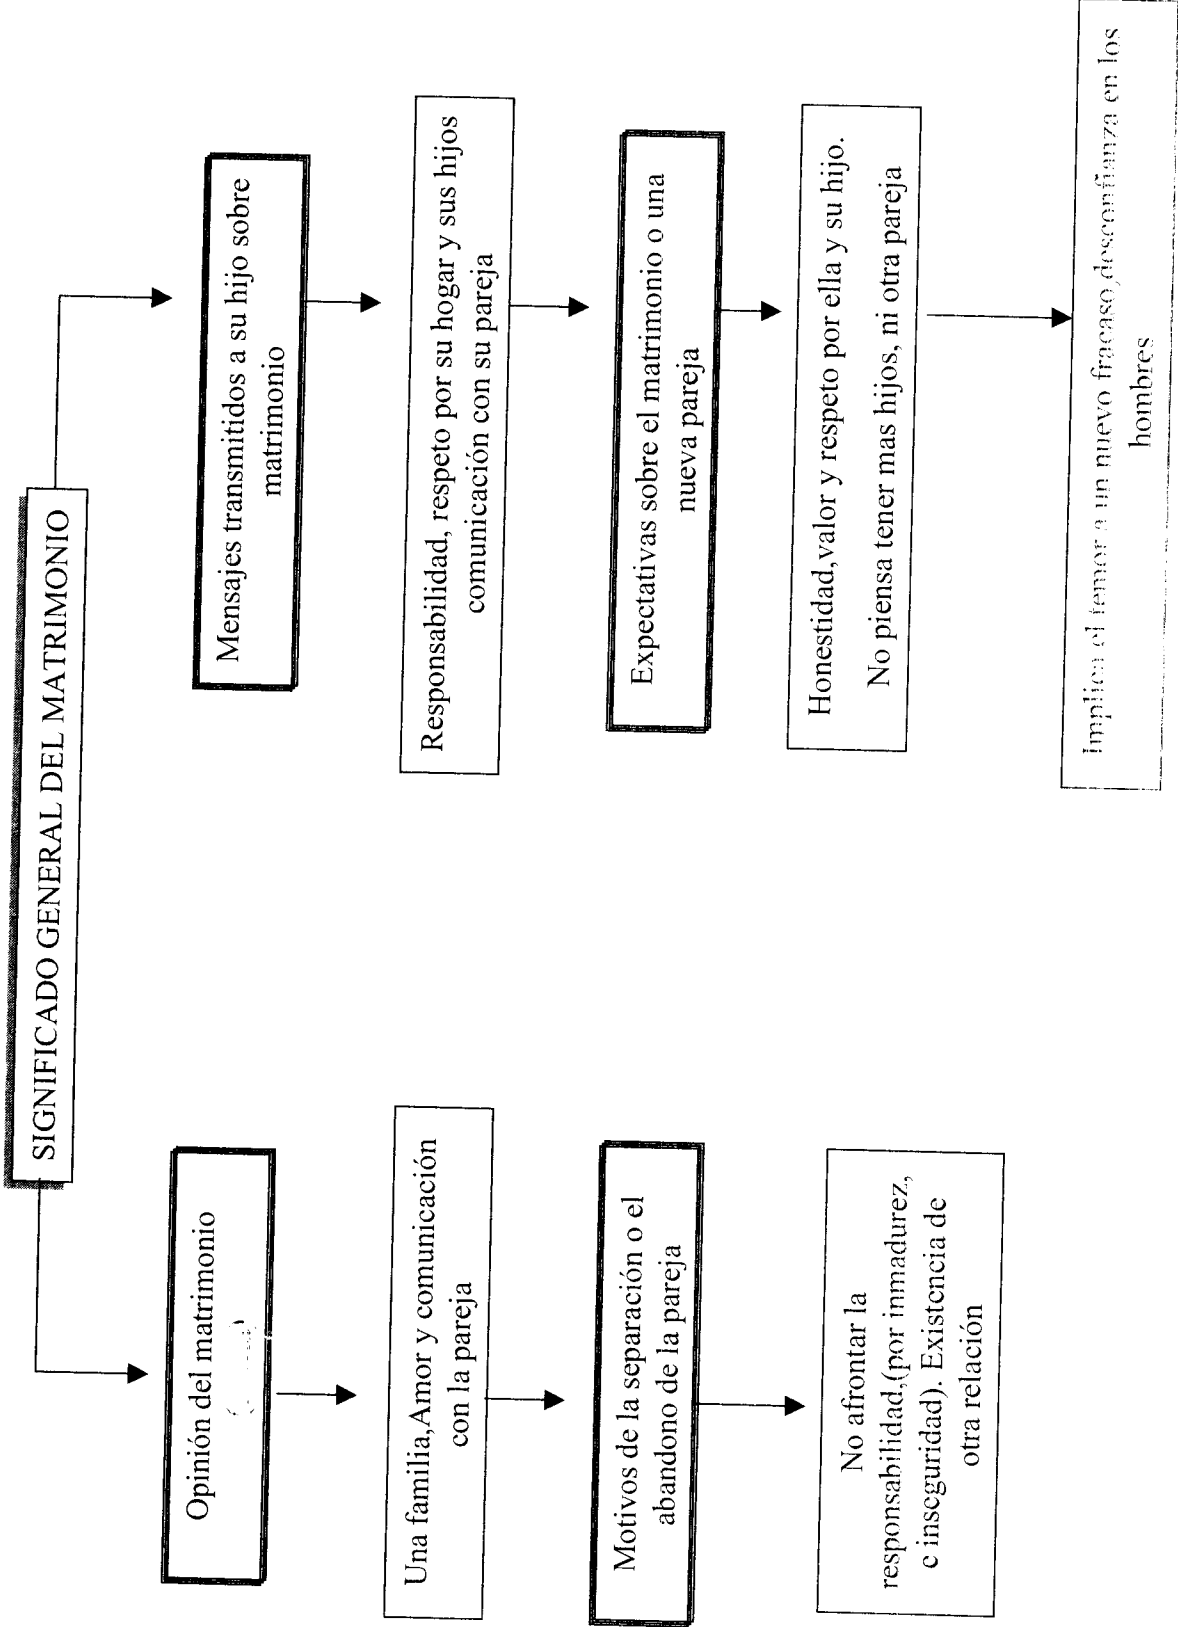 SIGNIFICADO GENERAL DEL MATRIMONIO
Opinión del matrimonio
Una familia,Amor y comunicación
con la pareja
Motivos de la separación o el
abandono de la pareja
No afrontar la
responsabilidad,(por inmadurez,
e inseguridad). Existencia de
otra relación
Mensajes transmitidos a su hijo sobre
matrimonio
Responsabilidad, respeto por su hogar y sus hijos
comunicación con su pareja
Expectativas sobre el matrimonio o una
nueva pareja
Honestidad,valor y respeto por ella y su hijo.
No piensa tener mas hijos, ni otra pareja
Implica el temor a un nuevo fracaso,desconfianza en los
hombres